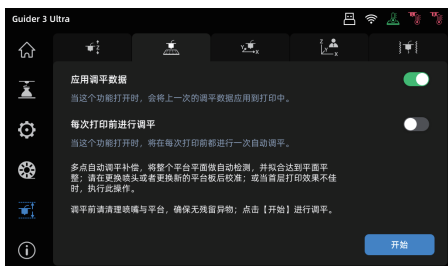 Guider 3 Ultra
应用调平数据
当这个功能打开时，会将上一次的调平数据应用到打印中。
每次打印前进行调平
当这个功能打开时，将在每次打印前都进行一次自动调平。
多点自动调平补偿，将整个平台平面做自动检测，并拟合达到平面平
整；请在更换喷头或者更换新的平台板后校准；或当首层打印效果不佳
时，执行此操作。
调平前请清理喷嘴与平台，确保无残留异物；点击【开始】进行调平。
开始